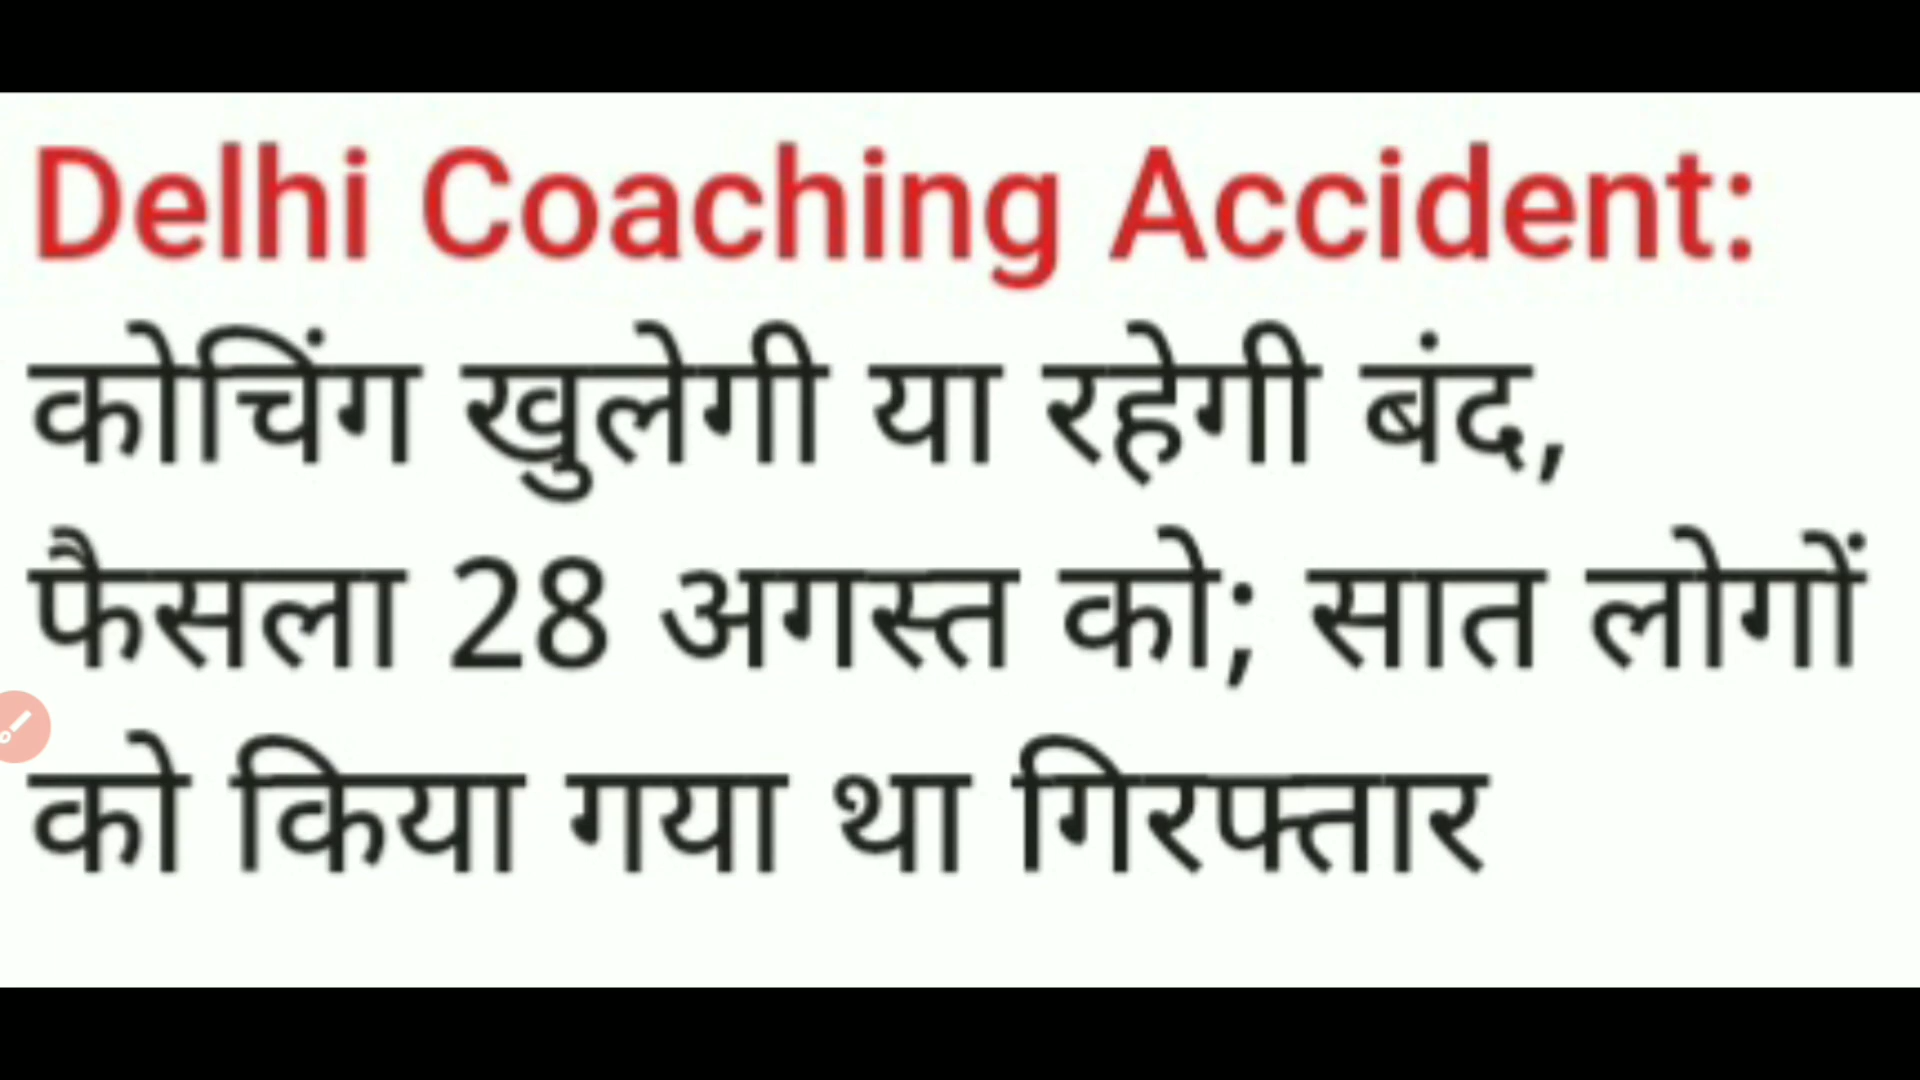 Delhi Coaching Accident:
कोचिंग खुलेगी या रहेगी बंद,
फैसला 28 अगस्त को; सात लोगों
को किया गया था गिरफ्तार